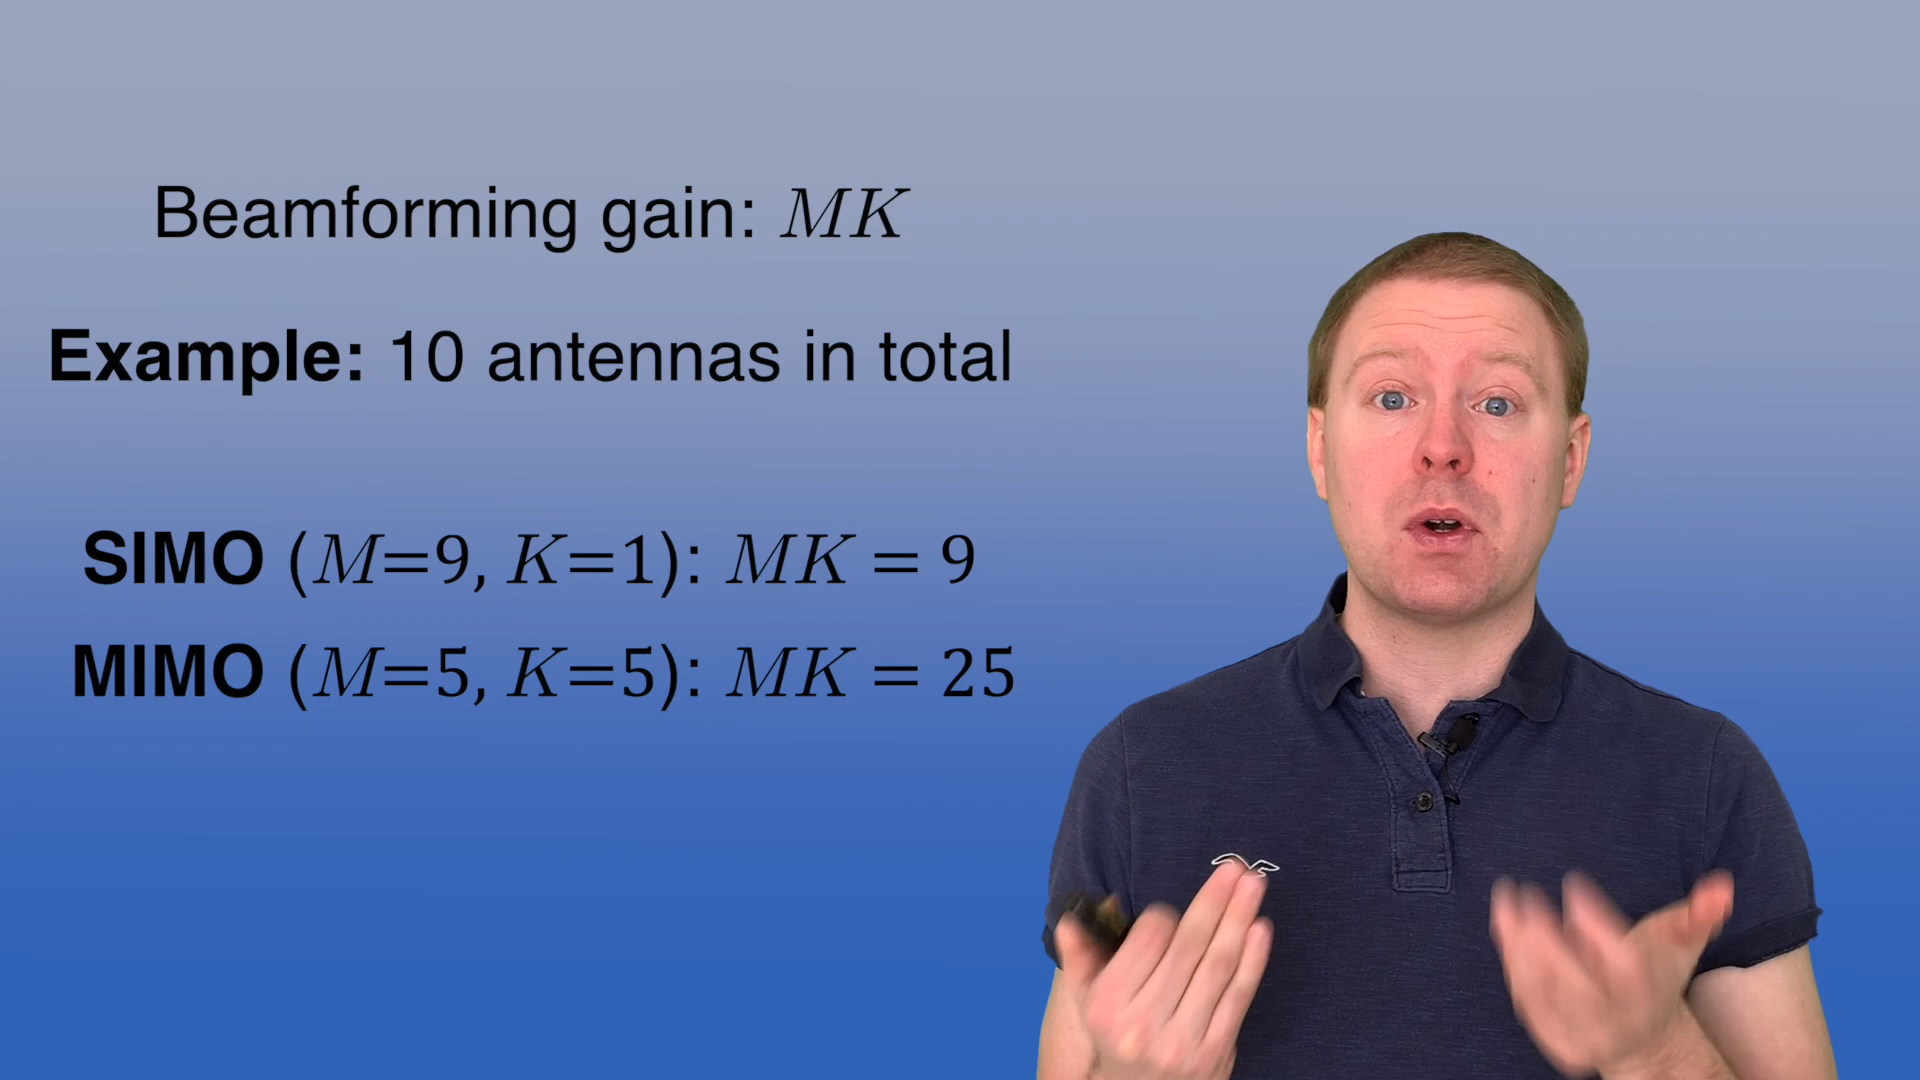 Beamforming gain: MK
Example: 10 antennas in total
SIMO (M=9, K=1): MK = 9
MIMO (M=5, K=5): MK = 25